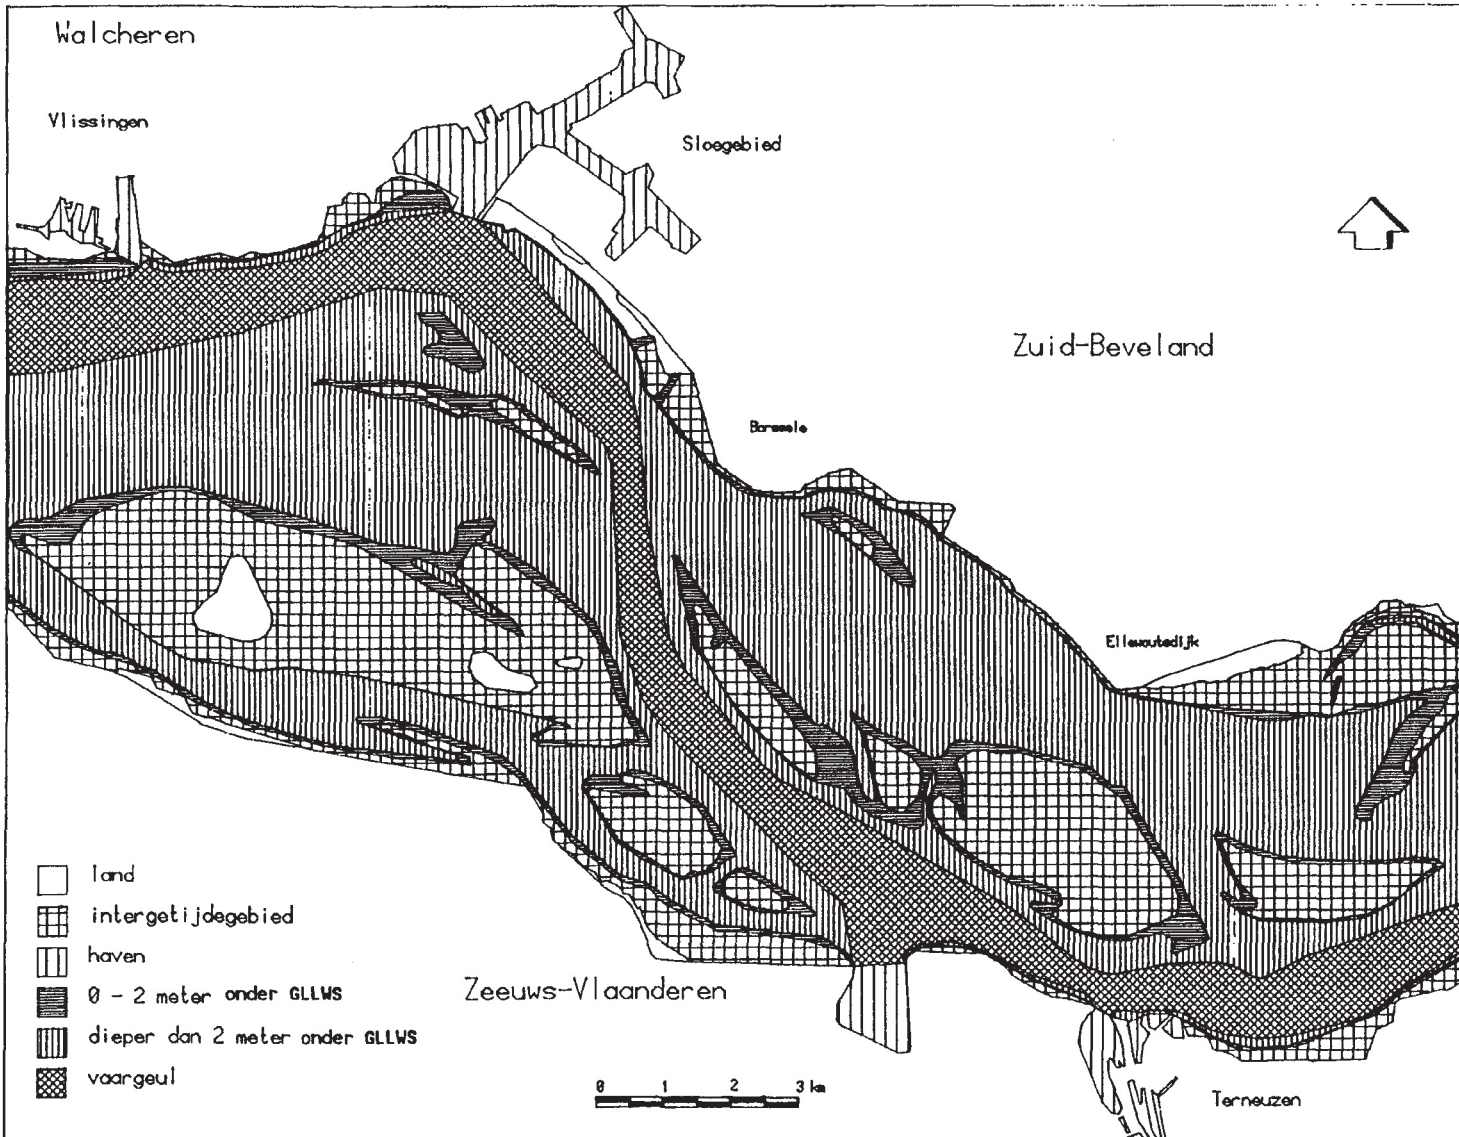 Walcheren
Vlissingen
Sloegebied
Zuid-Beveland
Borssele
Ellewoutsdijk
land
intergetijdegebied
haven
0 - 2 meter onder GLLWS
dieper dan 2 meter onder GLLWS
vaargeul
Zeeuws-Vlaanderen
0 1 2 3 km
Terneuzen